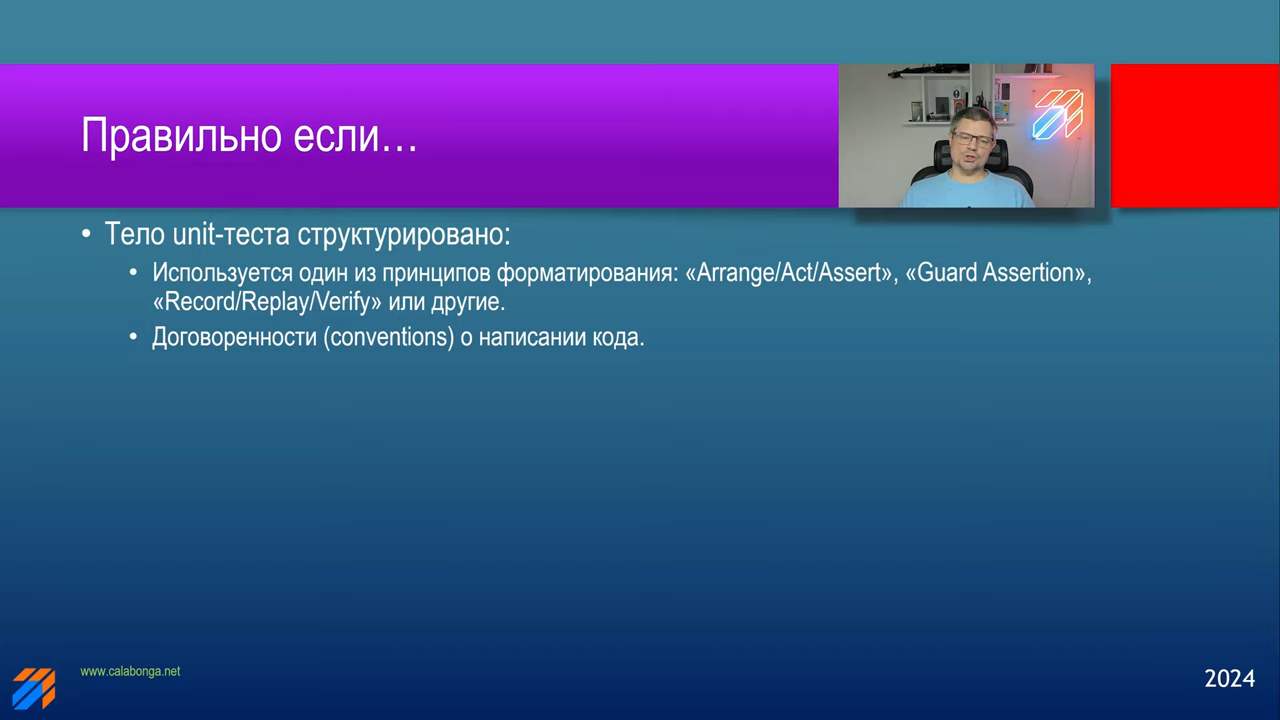 Правильно если…
• Тело unit-теста структурировано:
• Используется один из принципов форматирования: «Arrange/Act/Assert», «Guard Assertion»,
«Record/Replay/Verify» или другие.
• Договоренности (conventions) о написании кода.
www.calabonga.net
2024